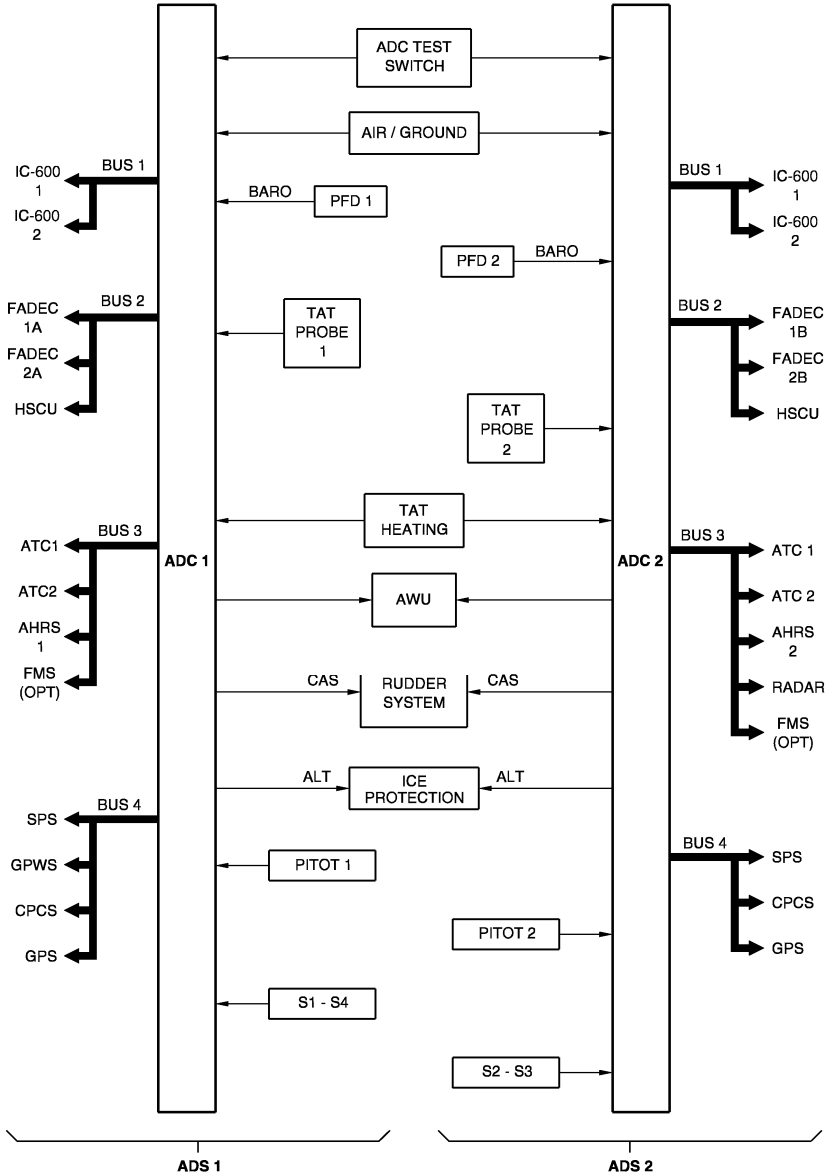 ADC TEST
SWITCH
AIR / GROUND
BUS 1
IC-600
1
IC-600
2
BARO
PFD 1
BUS 1
IC-600
1
IC-600
2
PFD 2
BARO
BUS 2
FADEC
1A
FADEC
2A
HSCU
TAT
PROBE
1
BUS 2
FADEC
1B
FADEC
2B
HSCU
TAT
PROBE
2
TAT
HEATING
BUS 3
ATC1
ATC2
AHRS
1
FMS
(OPT)
ADC 1
AWU
ADC 2
BUS 3
ATC 1
ATC 2
AHRS
2
RADAR
FMS
(OPT)
CAS
RUDDER
SYSTEM
CAS
ALT
ICE
PROTECTION
ALT
BUS 4
SPS
GPWS
CPCS
GPS
PITOT 1
BUS 4
SPS
CPCS
GPS
PITOT 2
S1 - S4
S2 - S3
ADS 1
ADS 2